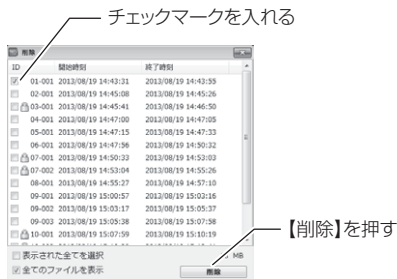 チェックマークを入れる
削除
ID 開始時刻 終了時刻
01-001 2013/08/19 14:43:31 2013/08/19 14:43:55
02-001 2013/08/19 14:45:08 2013/08/19 14:45:26
03-001 2013/08/19 14:45:41 2013/08/19 14:46:50
04-001 2013/08/19 14:47:00 2013/08/19 14:47:05
05-001 2013/08/19 14:47:15 2013/08/19 14:47:33
06-001 2013/08/19 14:47:56 2013/08/19 14:50:32
07-001 2013/08/19 14:50:33 2013/08/19 14:53:03
07-002 2013/08/19 14:53:04 2013/08/19 14:55:26
08-001 2013/08/19 14:55:27 2013/08/19 14:57:10
09-001 2013/08/19 15:00:57 2013/08/19 15:03:16
09-002 2013/08/19 15:03:17 2013/08/19 15:05:37
09-003 2013/08/19 15:05:38 2013/08/19 15:07:58
10-001 2013/08/19 15:07:59 2013/08/19 15:10:19
【削除】を押す
表示された全てを選択 MB
全てのファイルを表示 削除